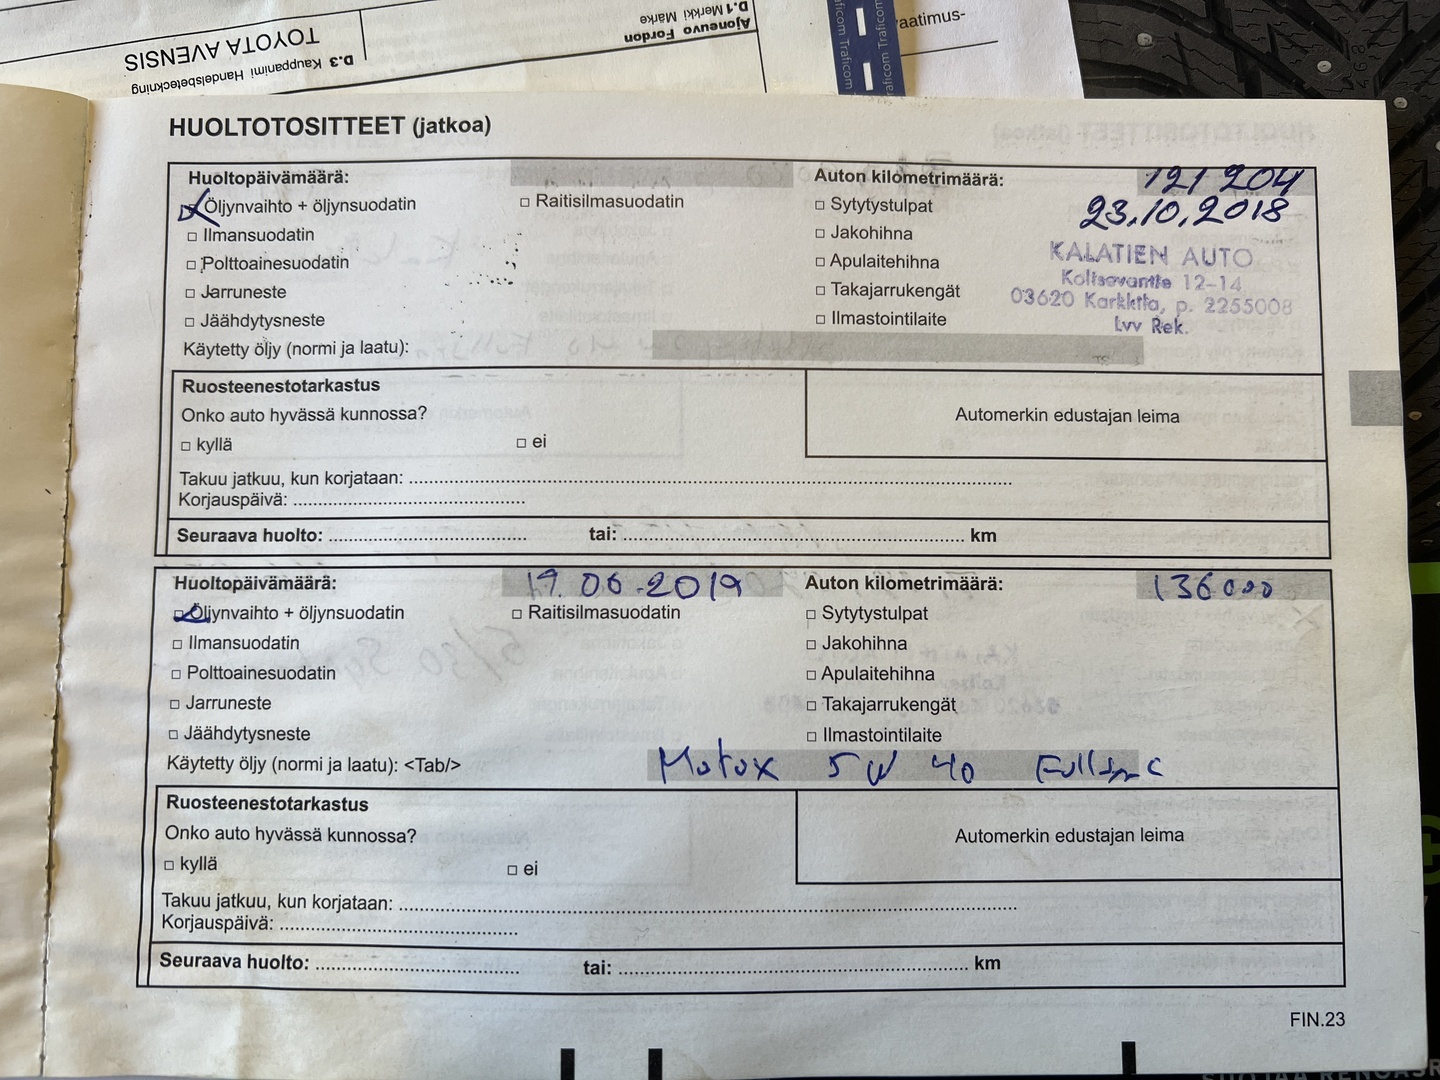 D.3 Kauppanimi Handelsbeteckning
TOYOTA AVENSIS
Ajoneuvo Fordon
D.1 Merkki Märke
ficom Traficom
raficom Traficom
aatimus-
HUOLTOTOSITTEET (jatkoa)
Huoltopäivämäärä: Auton kilometrimäärä: 121 204
Öljynvaihto + öljynsuodatin □ Raitisilmasuodatin □ Sytytystulpat 23.10.2018
□ Ilmansuodatin □ Jakohihna
□ Polttoainesuodatin □ Apulaitehihna
□ Jarruneste □ Takajarrukengät
□ Jäähdytysneste □ Ilmastointilaite
KALATIEN AUTO
12-14
03620 Karkkila, p. 2255008
Lvv Rek.
Käytetty öljy (normi ja laatu):
Ruosteenestotarkastus
Onko auto hyvässä kunnossa? Automerkin edustajan leima
□ kyllä □ ei
Takuu jatkuu, kun korjataan:
Korjauspäivä:
Seuraava huolto: tai: km
Huoltopäivämäärä: 19.06.2019 Auton kilometrimäärä: 136000
Öljynvaihto + öljynsuodatin □ Raitisilmasuodatin □ Sytytystulpat
□ Ilmansuodatin □ Jakohihna
□ Polttoainesuodatin □ Apulaitehihna
□ Jarruneste □ Takajarrukengät
□ Jäähdytysneste □ Ilmastointilaite
Käytetty öljy (normi ja laatu): <Tab/> Motox 5W 40
Ruosteenestotarkastus
Onko auto hyvässä kunnossa? Automerkin edustajan leima
□ kyllä □ ei
Takuu jatkuu, kun korjataan:
Korjauspäivä:
Seuraava huolto: tai: km
FIN.23